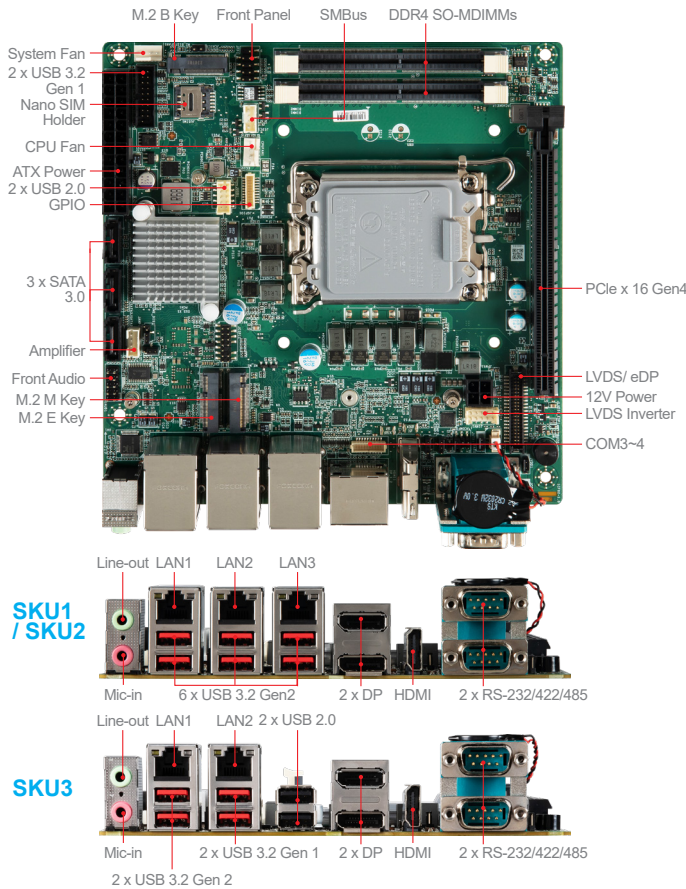 M.2 B Key Front Panel SMBus DDR4 SO-MDIMMs
System Fan
2 x USB 3.2
Gen 1
Nano SIM
Holder
CPU Fan
ATX Power
2 x USB 2.0
GPIO
3 x SATA
3.0
PCIe x 16 Gen4
Amplifier
Front Audio
M.2 M Key
M.2 E Key
LVDS/ eDP
12V Power
LVDS Inverter
COM3~4
KTS
CR2032W 3.0V
Line-out LAN1 LAN2 LAN3
SKU1
/ SKU2
Mic-in 6 x USB 3.2 Gen2 2 x DP HDMI 2 x RS-232/422/485
Line-out LAN1 LAN2 2 x USB 2.0
SKU3
Mic-in 2 x USB 3.2 Gen 1 2 x DP HDMI 2 x RS-232/422/485
2 x USB 3.2 Gen 2